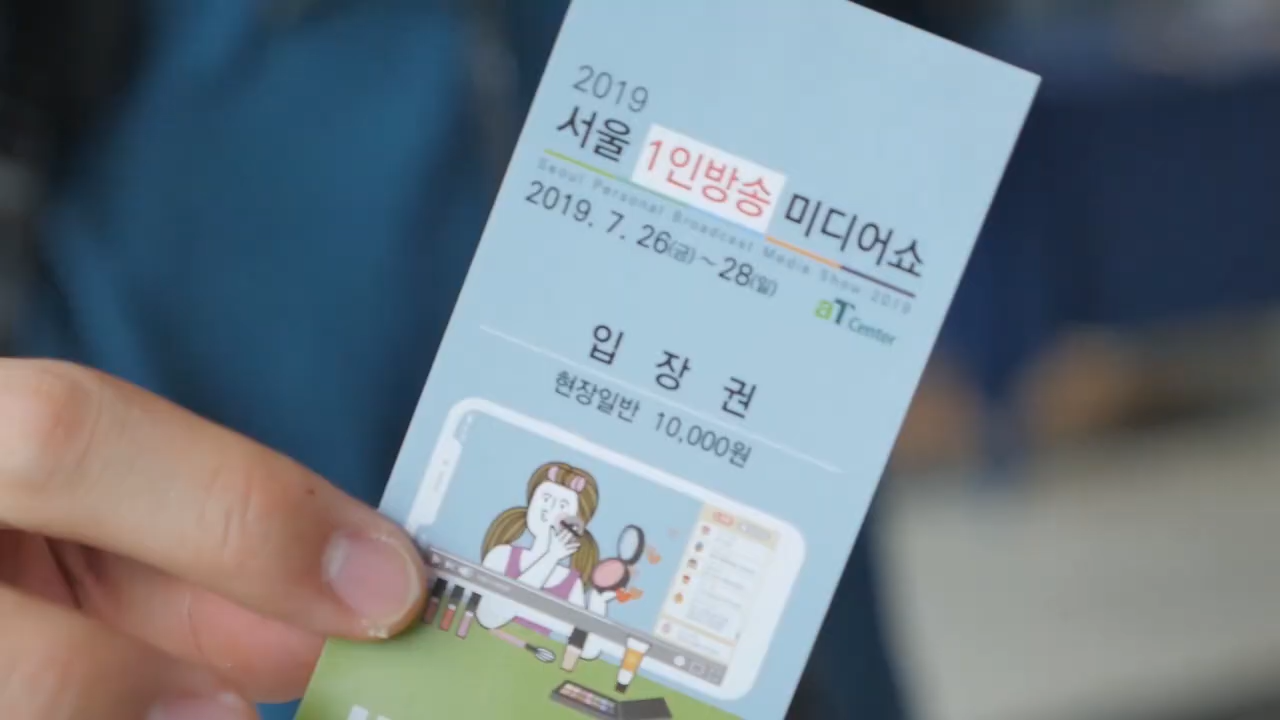 2019
서울 1인방송 미디어쇼
Seoul Personal Broadcast Media Show 2019
2019. 7. 26(금)~28(일)
aT Center
입 장 권
현장일반 10,000원